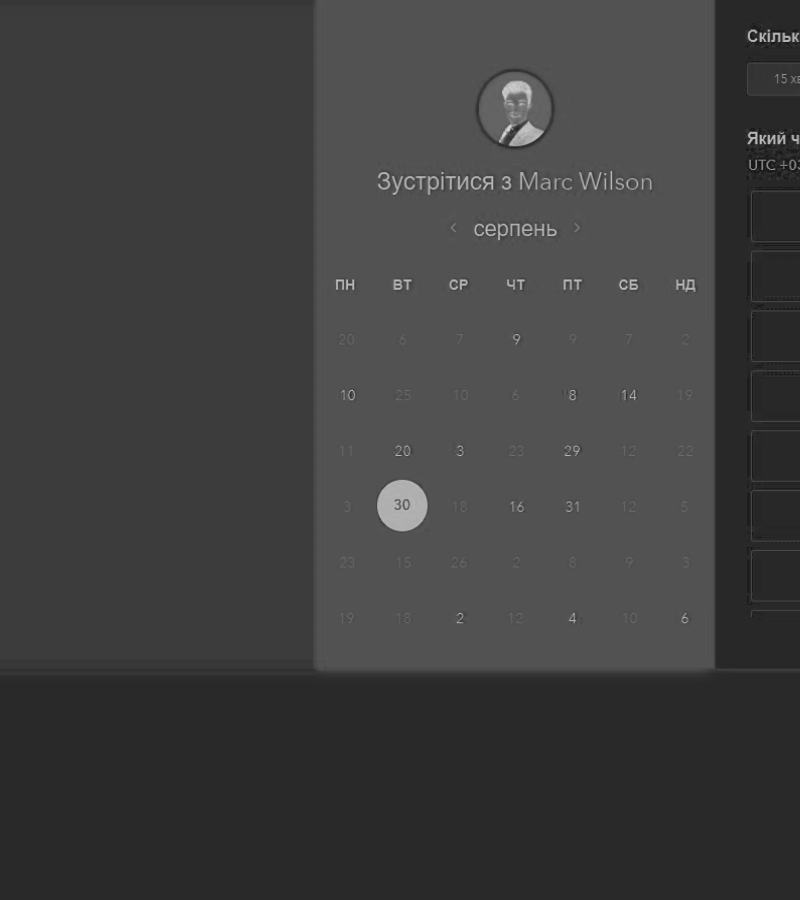 Зустрітися з Marc Wilson
< серпень >
ПН ВТ СР ЧТ ПТ СБ НД
20 6 7 9 9 7 2
10 25 10 6 8 14 19
11 20 3 23 29 12 22
3 30 18 16 31 12 5
23 15 26 2 8 9 3
19 18 2 12 4 10 6
Скільк
15 хв
Який ч
UTC +03